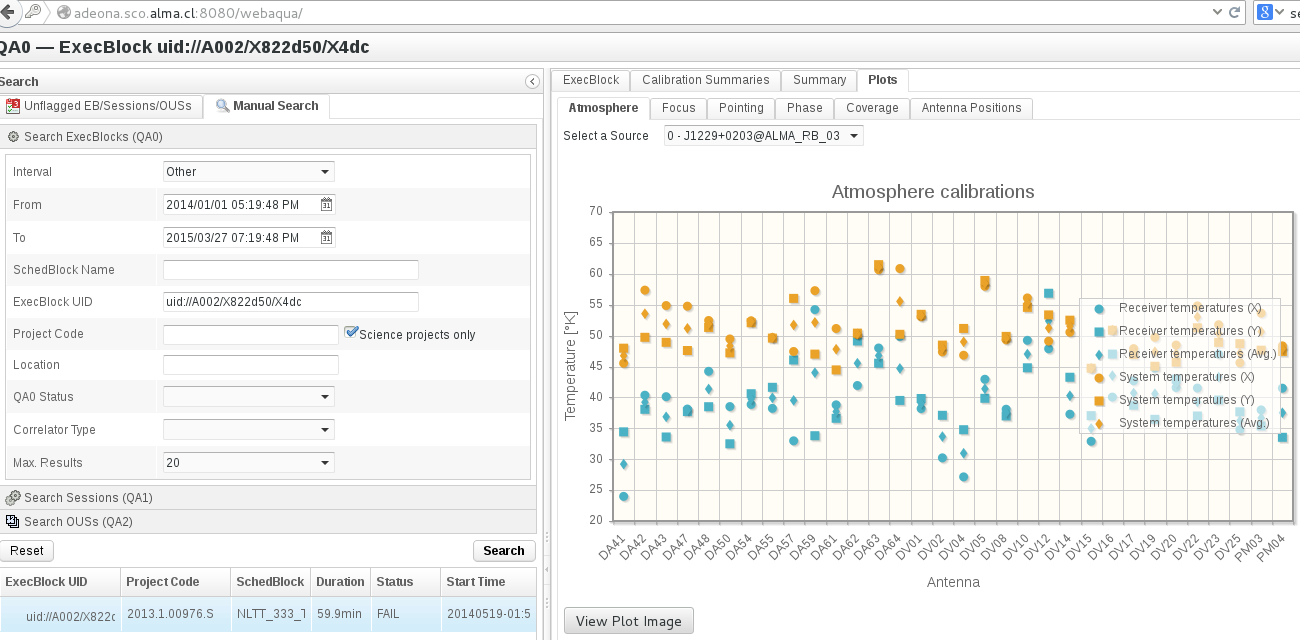 adeona.sco.alma.cl:8080/webaqua/
8
QA0 — ExecBlock uid://A002/X822d50/X4dc
Search
Unflagged EB/Sessions/OUSs
Manual Search
Search ExecBlocks (QA0)
Interval
Other
From
2014/01/01 05:19:48 PM
31
To
2015/03/27 07:19:48 PM
31
SchedBlock Name
ExecBlock UID
uid://A002/X822d50/X4dc
Project Code
Science projects only
Location
QA0 Status
Correlator Type
Max. Results
20
Search Sessions (QA1)
Search OUSs (QA2)
Reset
Search
ExecBlock UID
Project Code
SchedBlock
Duration
Status
Start Time
uid://A002/X822c
2013.1.00976.S
NLTT_333_T
59.9min
FAIL
20140519-01:5
ExecBlock
Calibration Summaries
Summary
Plots
Atmosphere
Focus
Pointing
Phase
Coverage
Antenna Positions
Select a Source
0 - J1229+0203@ALMA_RB_03
Atmosphere calibrations
Temperature [°K]
70
65
60
55
50
45
40
35
30
25
20
Receiver temperatures (X)
Receiver temperatures (Y)
Receiver temperatures (Avg.)
System temperatures (X)
System temperatures (Y)
System temperatures (Avg.)
DA41
DA42
DA43
DA47
DA48
DA50
DA54
DA55
DA57
DA59
DA61
DA62
DA63
DA64
DV01
DV02
DV04
DV05
DV08
DV10
DV12
DV14
DV15
DV16
DV17
DV19
DV20
DV22
DV23
DV25
PM03
PM04
Antenna
View Plot Image